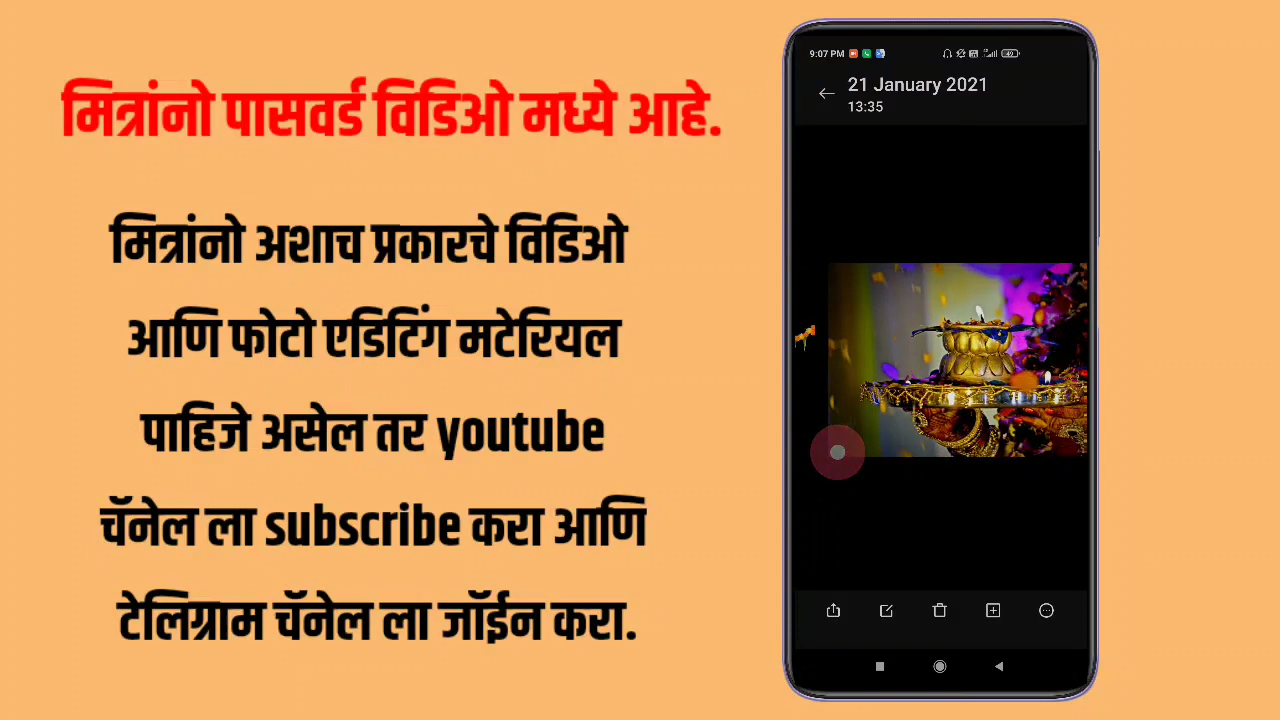 मित्रांनो पासवर्ड विडिओ मध्ये आहे.
मित्रांनो अशाच प्रकारचे विडिओ
आणि फोटो एडिटिंग मटेरियल
पाहिजे असेल तर youtube
चॅनेल ला subscribe करा आणि
टेलिग्राम चॅनेल ला जॉईन करा.
9:07 PM
21 January 2021
13:35